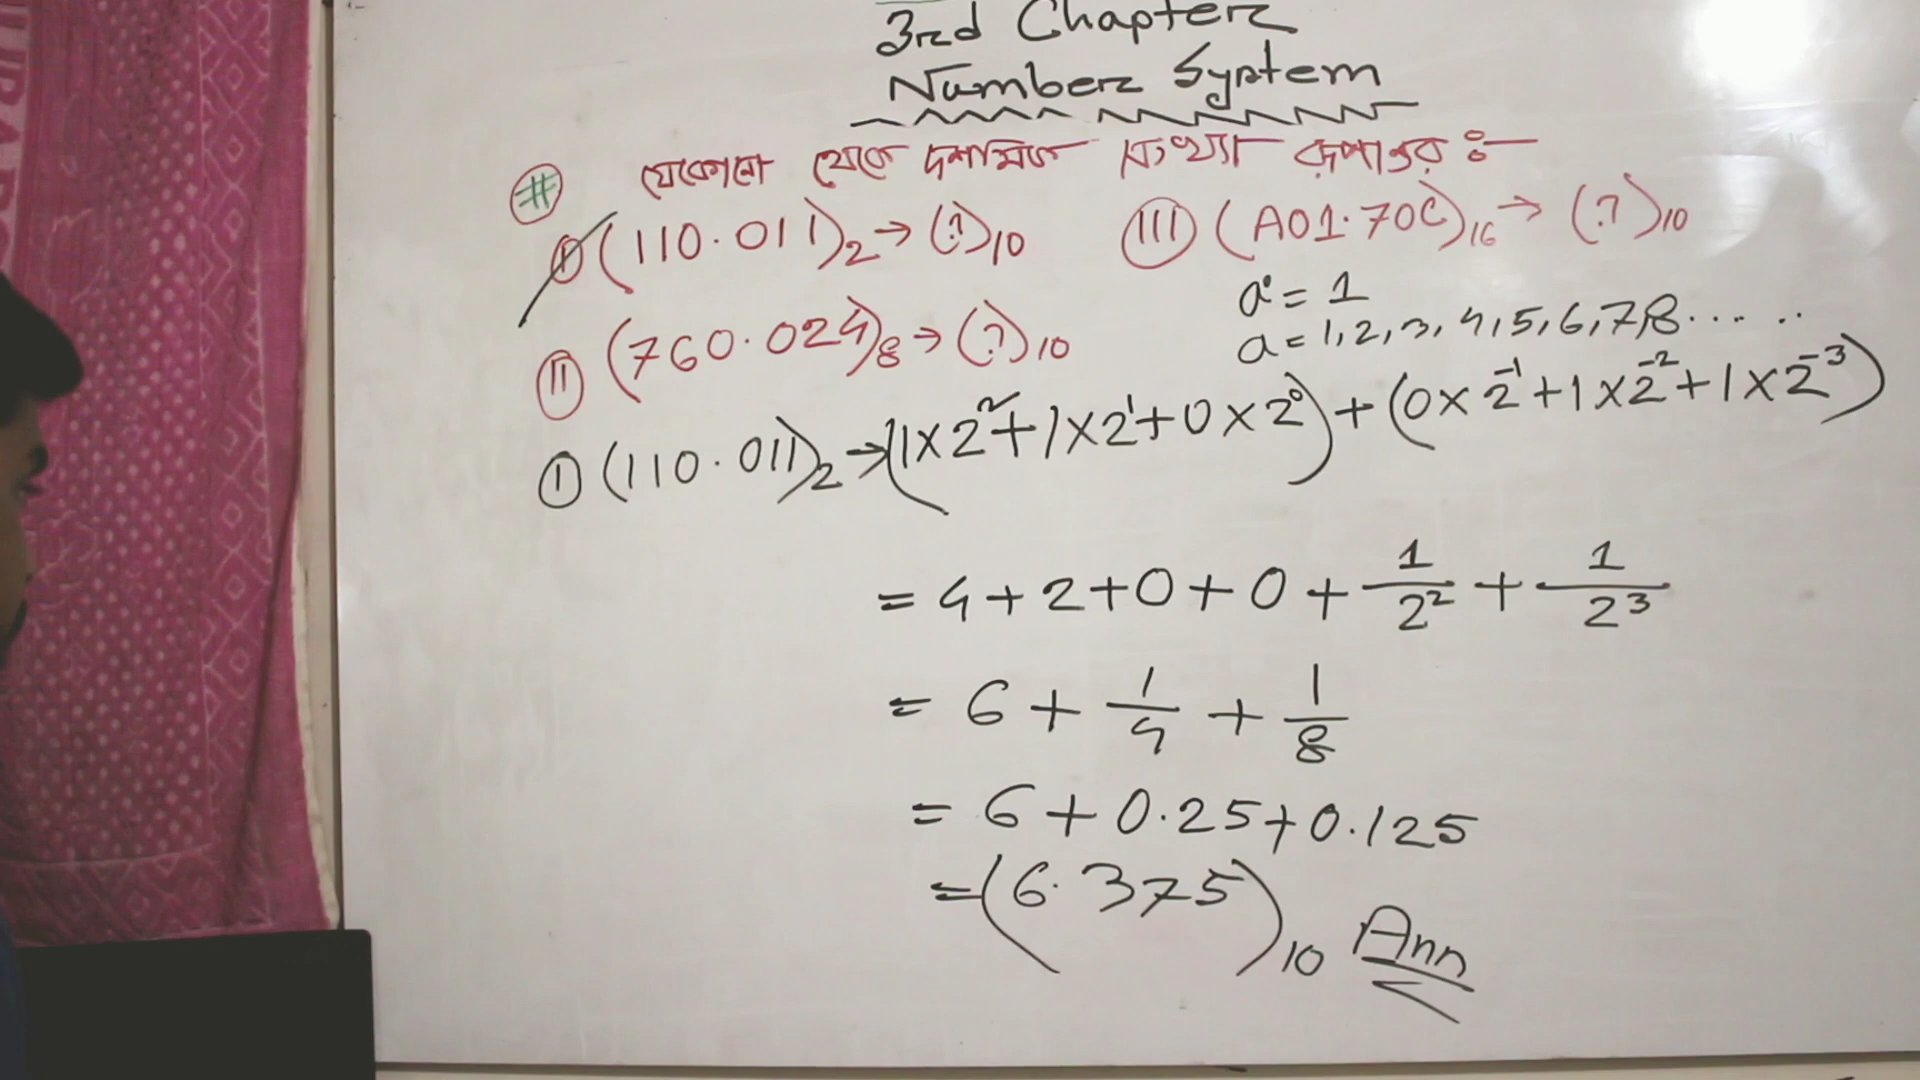 3rd Chapter
Number System
# যেকোনো থেকে দশমিকে সংখ্যা রূপান্তর ঃ—
I (110.011)₂ → (?)₁₀
III (A01.70C)₁₆ → (?)₁₀
II (760.024)₈ → (?)₁₀
a⁰ = 1
a = 1, 2, 3, 4, 5, 6, 7, 8 . . . . . .
I (110.011)₂ → (1×2²+1×2¹+0×2⁰)+(0×2⁻¹+1×2⁻²+1×2⁻³)
= 4+2+0+0+1/2²+1/2³
= 6+1/4+1/8
= 6+0.25+0.125
= (6.375)₁₀ Ann